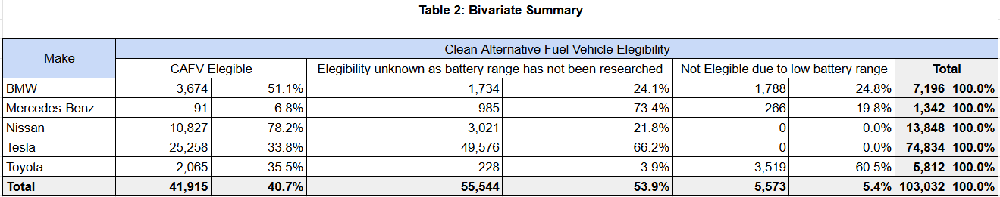 Table 2: Bivariate Summary
Make Clean Alternative Fuel Vehicle Elegibility
CAFV Elegible Elegibility unknown as battery range has not been researched Not Elegible due to low battery range Total
BMW 3,674 51.1% 1,734 24.1% 1,788 24.8% 7,196 100.0%
Mercedes-Benz 91 6.8% 985 73.4% 266 19.8% 1,342 100.0%
Nissan 10,827 78.2% 3,021 21.8% 0 0.0% 13,848 100.0%
Tesla 25,258 33.8% 49,576 66.2% 0 0.0% 74,834 100.0%
Toyota 2,065 35.5% 228 3.9% 3,519 60.5% 5,812 100.0%
Total 41,915 40.7% 55,544 53.9% 5,573 5.4% 103,032 100.0%